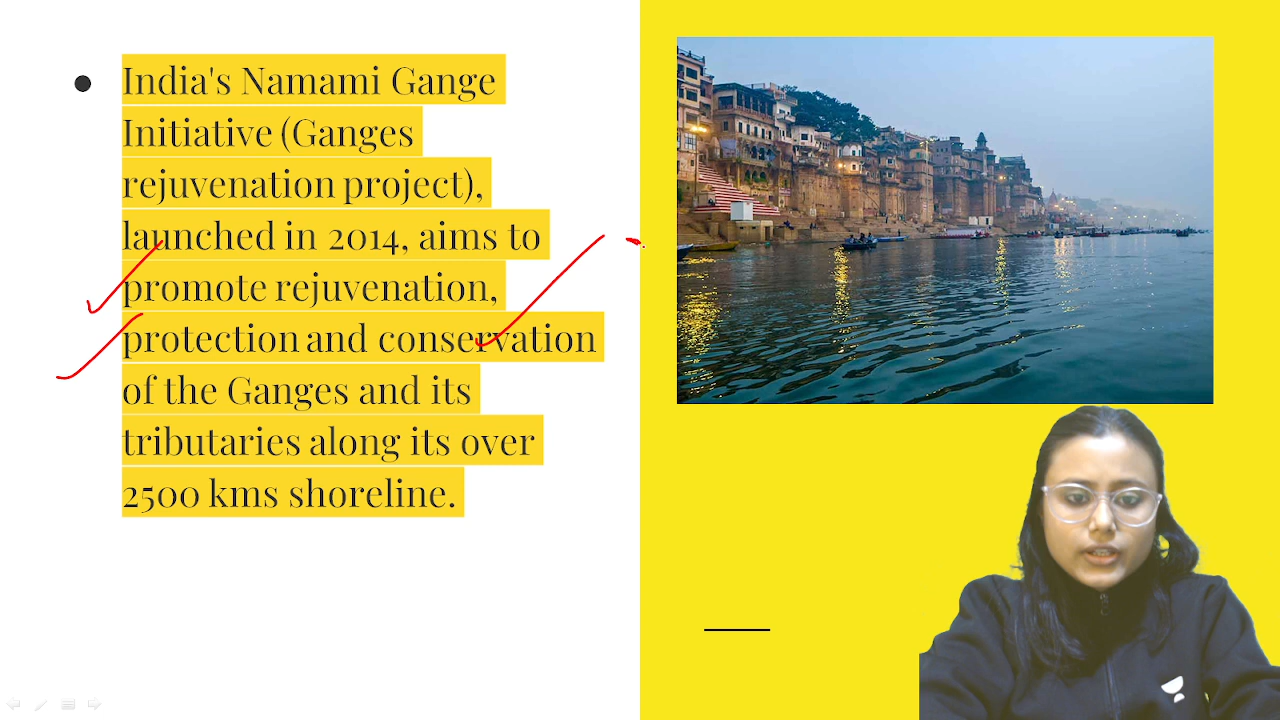 India's Namami Gange
Initiative (Ganges
rejuvenation project),
launched in 2014, aims to
promote rejuvenation,
protection and conservation
of the Ganges and its
tributaries along its over
2500 kms shoreline.